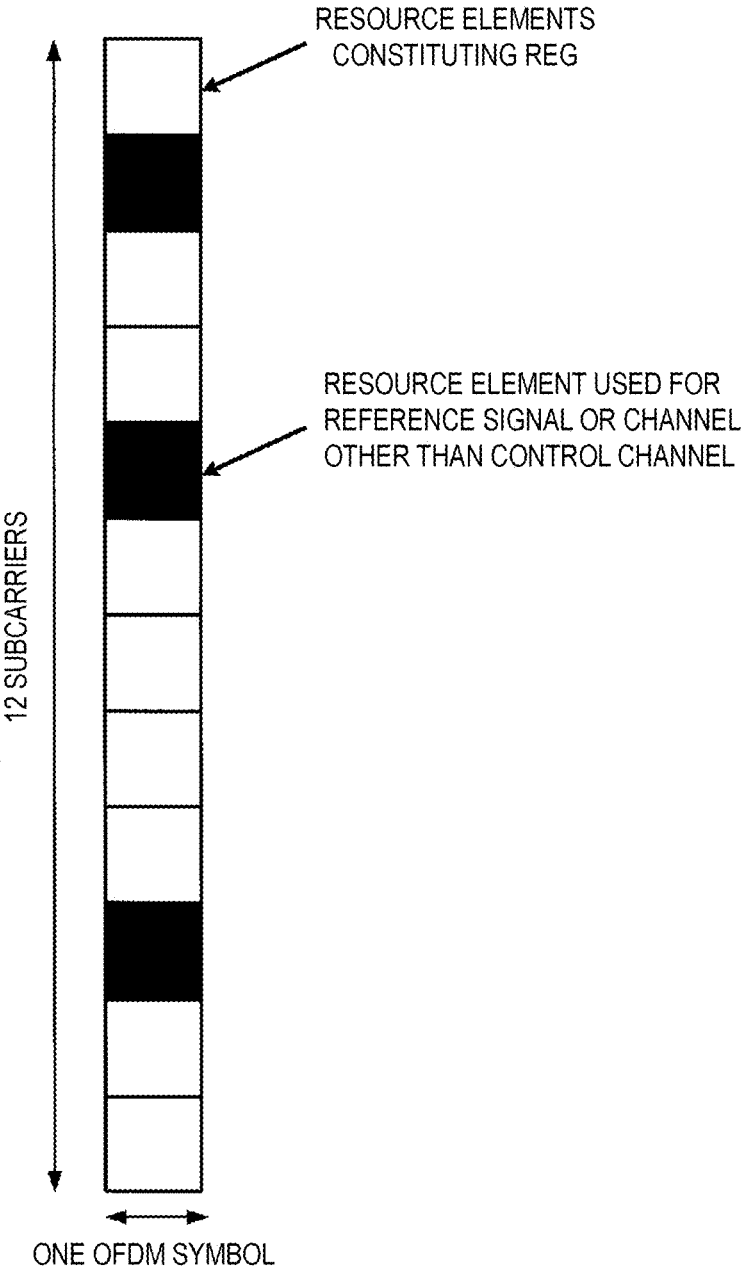 RESOURCE ELEMENTS
CONSTITUTING REG
RESOURCE ELEMENT USED FOR
REFERENCE SIGNAL OR CHANNEL
OTHER THAN CONTROL CHANNEL
12 SUBCARRIERS
ONE OFDM SYMBOL